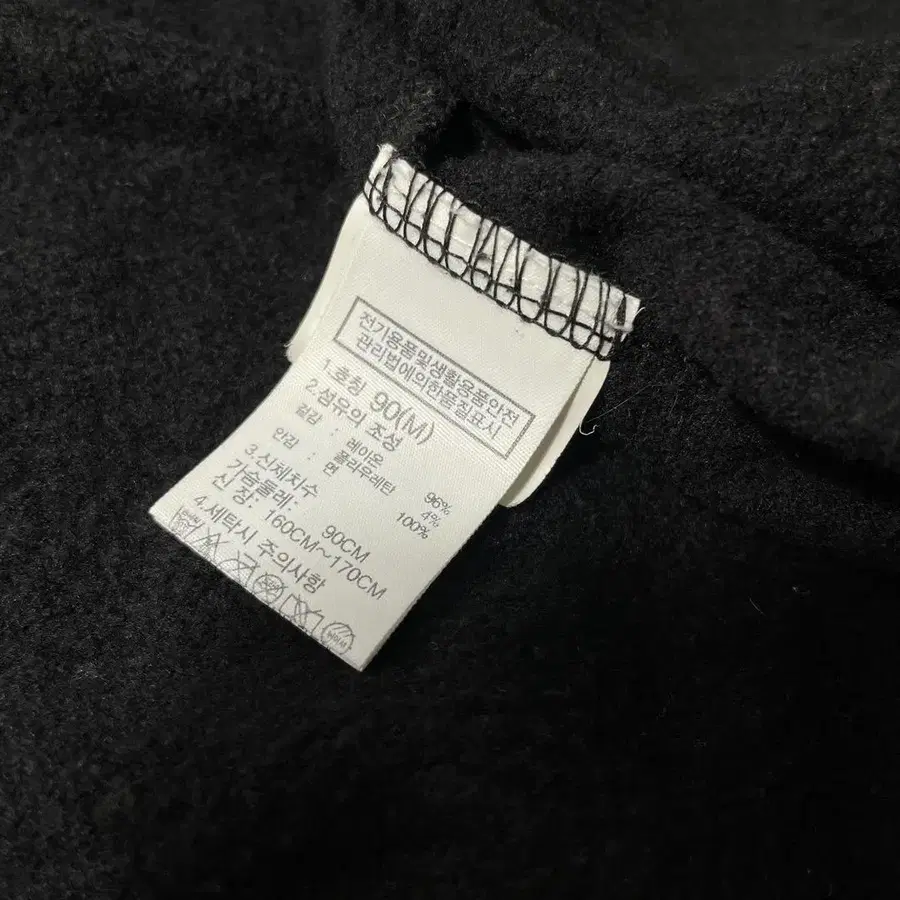 전기용품및생활용품안전
관리법에의한품질표시
1.호칭 90(M)
2.섬유의 조성
겉감 : 레이온 96%
폴리우레탄 4%
안감 : 면 100%
3.신체치수
가슴둘레: 90CM
신 장: 160CM~170CM
4.세탁시 주의사항